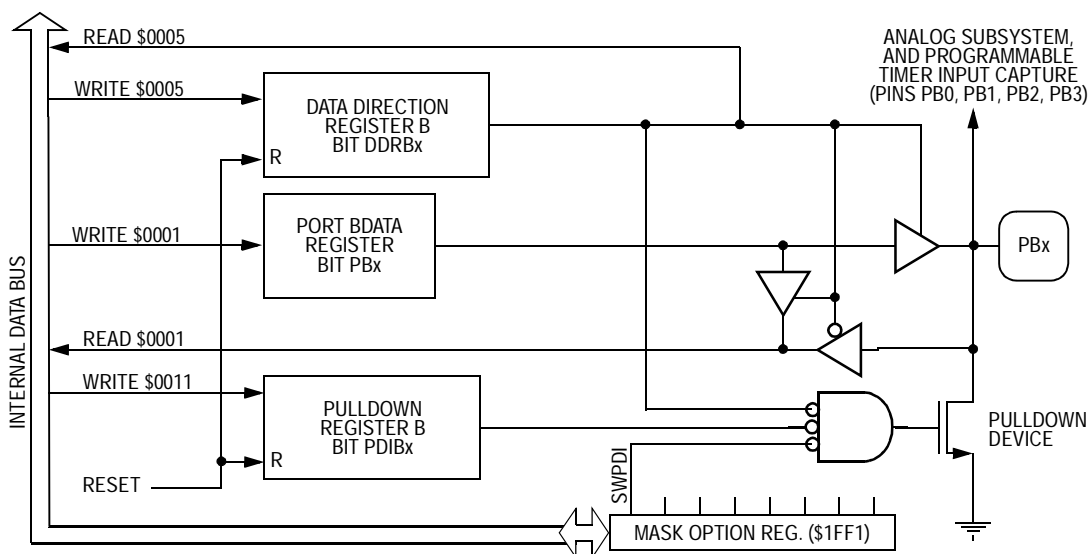 READ $0005
ANALOG SUBSYSTEM,
AND PROGRAMMABLE
TIMER INPUT CAPTURE
(PINS PB0, PB1, PB2, PB3)
WRITE $0005
DATA DIRECTION
REGISTER B
BIT DDRBx
R
WRITE $0001
PORT BDATA
REGISTER
BIT PBx
PBx
INTERNAL DATA BUS
READ $0001
WRITE $0011
PULLDOWN
REGISTER B
BIT PDIBx
R
PULLDOWN
DEVICE
RESET
SWPDI
MASK OPTION REG. ($1FF1)